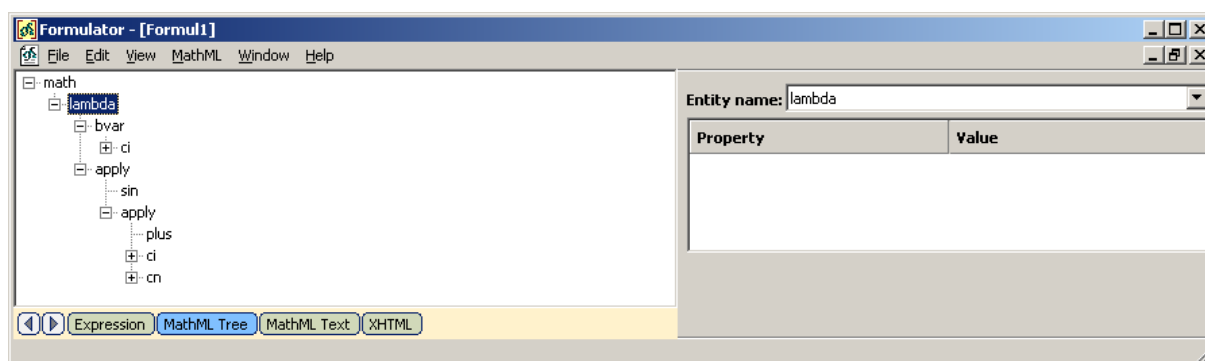 Formulator - [Formul1]
File Edit View MathML Window Help
math
lambda
bvar
ci
apply
sin
apply
plus
ci
cn
Entity name: lambda
Property Value
Expression MathML Tree MathML Text XHTML